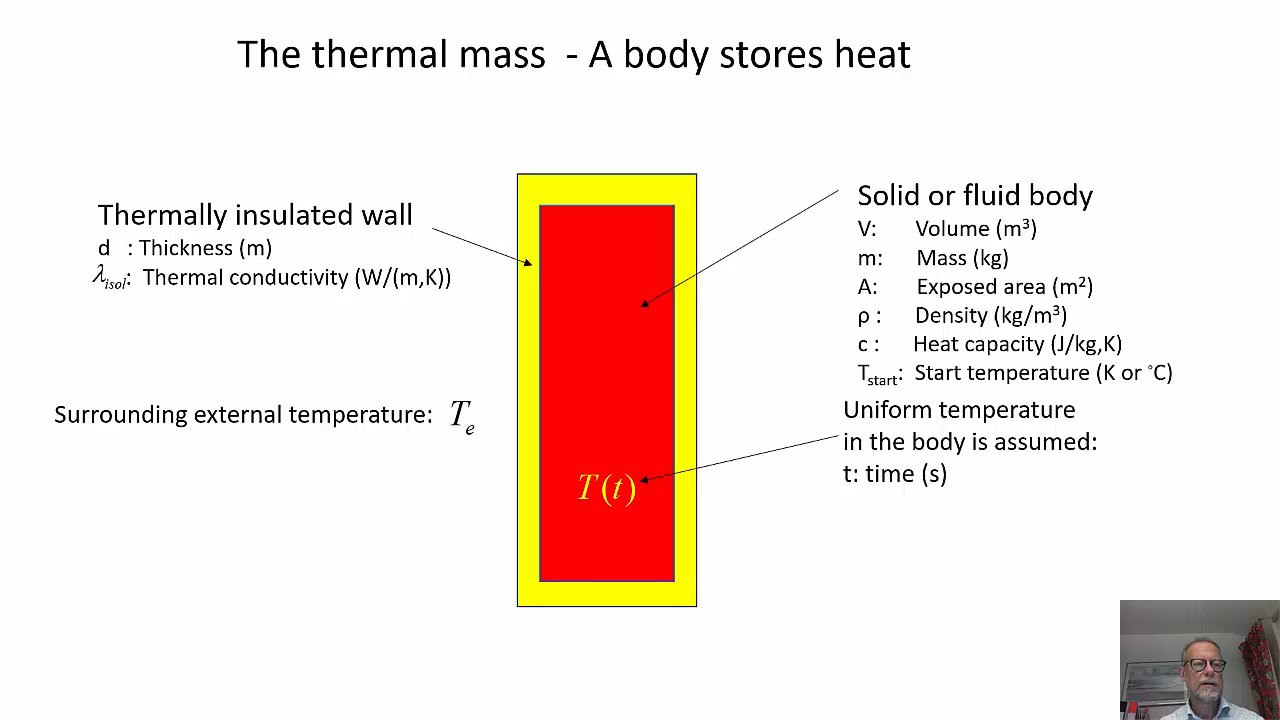 The thermal mass  - A body stores heat
Thermally insulated wall
d  : Thickness (m)
λisol:  Thermal conductivity (W/(m,K))
Surrounding external temperature:  Te
T(t)
Solid or fluid body
V:  Volume (m³)
m:  Mass (kg)
A:  Exposed area (m²)
ρ :  Density (kg/m³)
c :  Heat capacity (J/kg,K)
Tstart:  Start temperature (K or °C)
Uniform temperature
in the body is assumed:
t: time (s)